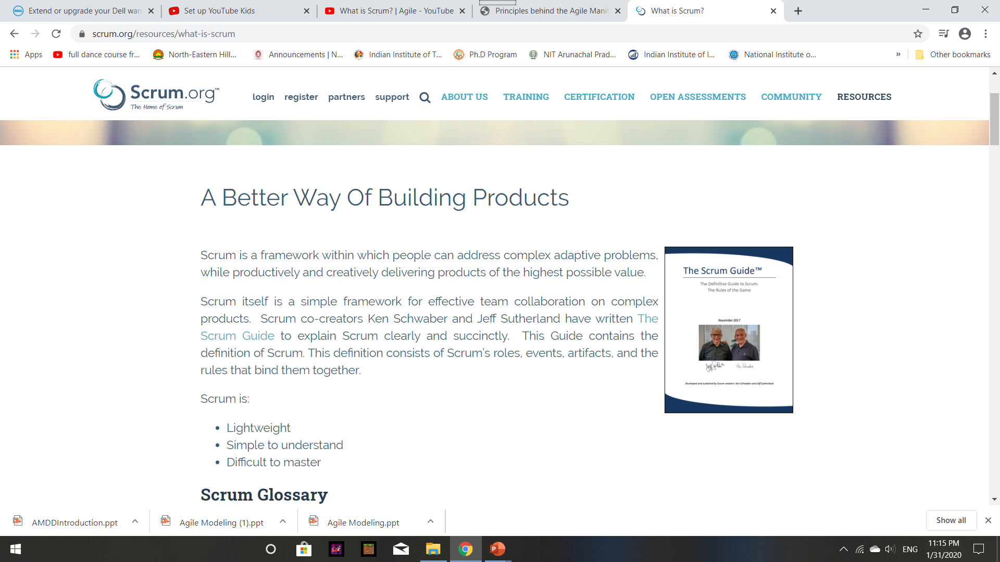 Extend or upgrade your Dell warr
Set up YouTube Kids
What is Scrum? | Agile - YouTube
Principles behind the Agile Manif
What is Scrum?
scrum.org/resources/what-is-scrum
Apps
full dance course fr...
North-Eastern Hill...
Announcements | N...
Indian Institute of T...
Ph.D Program
NIT Arunachal Prad...
Indian Institute of I...
National Institute o...
»
Other bookmarks
Scrum.org™
The Home of Scrum
login register partners support ABOUT US TRAINING CERTIFICATION OPEN ASSESSMENTS COMMUNITY RESOURCES
A Better Way Of Building Products
Scrum is a framework within which people can address complex adaptive problems,
while productively and creatively delivering products of the highest possible value.
Scrum itself is a simple framework for effective team collaboration on complex
products. Scrum co-creators Ken Schwaber and Jeff Sutherland have written The
Scrum Guide to explain Scrum clearly and succinctly. This Guide contains the
definition of Scrum. This definition consists of Scrum's roles, events, artifacts, and the
rules that bind them together.
The Scrum Guide™
The Definitive Guide to Scrum:
The Rules of the Game
November 2017
Developed and sustained by Scrum creators: Ken Schwaber and Jeff Sutherland
Scrum is:
• Lightweight
• Simple to understand
• Difficult to master
Scrum Glossary
AMDDIntroduction.ppt
Agile Modeling (1).ppt
Agile Modeling.ppt
Show all
ENG
11:15 PM
1/31/2020